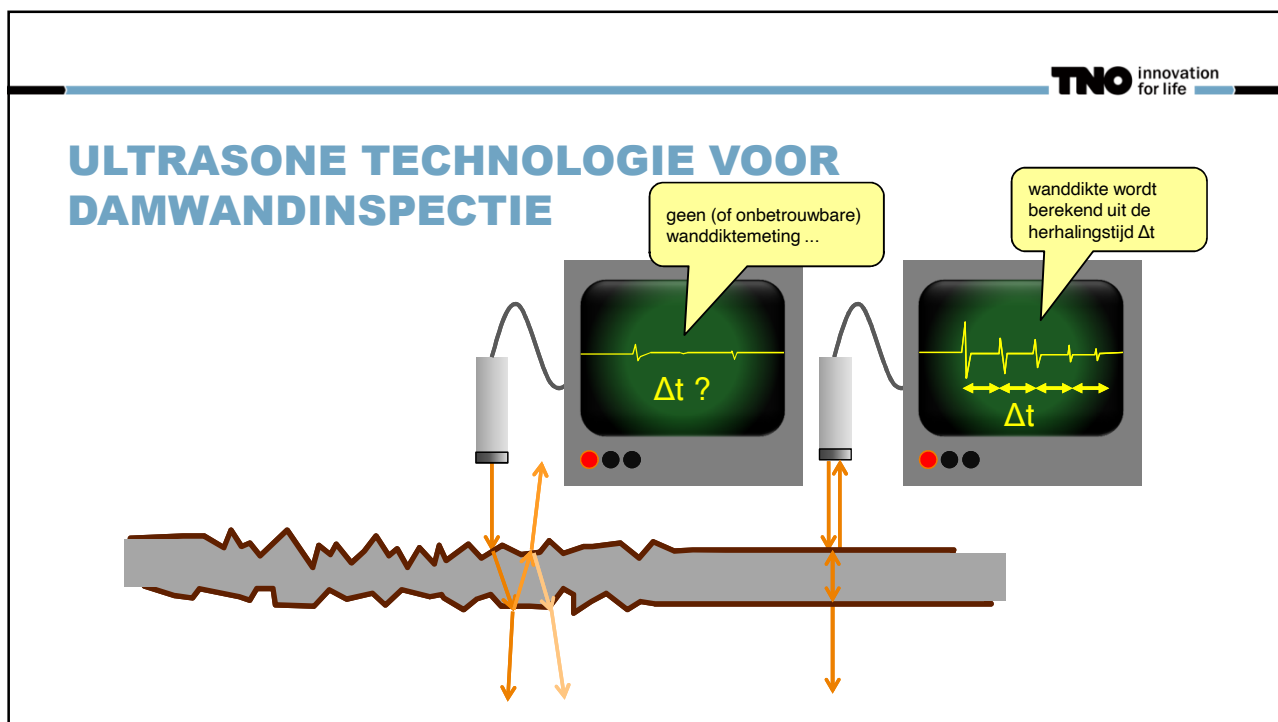 TNO innovation
for life
ULTRASONE TECHNOLOGIE VOOR
DAMWANDINSPECTIE
geen (of onbetrouwbare)
wanddiktemeting ...
wanddikte wordt
berekend uit de
herhalingstijd Δt
Δt ?
Δt